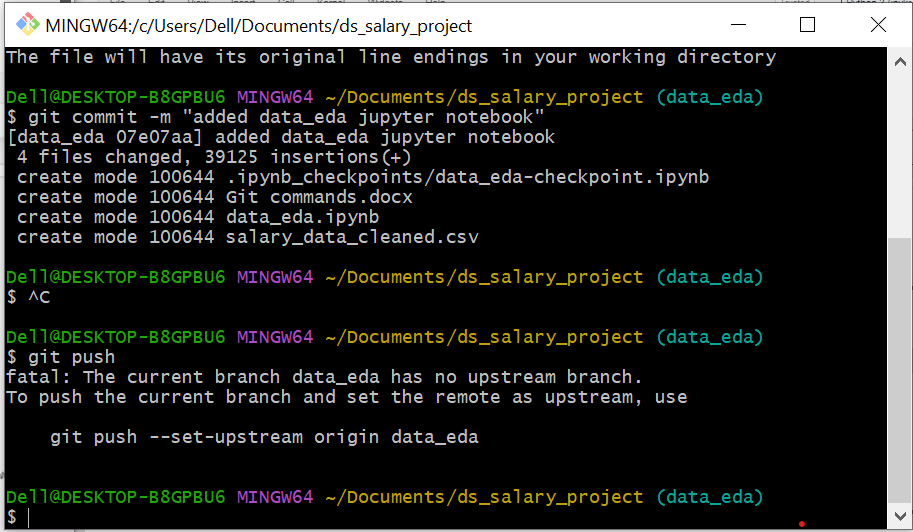 MINGW64:/c/Users/Dell/Documents/ds_salary_project
The file will have its original line endings in your working directory
Dell@DESKTOP-B8GPBU6 MINGW64 ~/Documents/ds_salary_project (data_eda)
$ git commit -m "added data_eda jupyter notebook"
[data_eda 07e07aa] added data_eda jupyter notebook
 4 files changed, 39125 insertions(+)
 create mode 100644 .ipynb_checkpoints/data_eda-checkpoint.ipynb
 create mode 100644 Git commands.docx
 create mode 100644 data_eda.ipynb
 create mode 100644 salary_data_cleaned.csv
Dell@DESKTOP-B8GPBU6 MINGW64 ~/Documents/ds_salary_project (data_eda)
$ ^C
Dell@DESKTOP-B8GPBU6 MINGW64 ~/Documents/ds_salary_project (data_eda)
$ git push
fatal: The current branch data_eda has no upstream branch.
To push the current branch and set the remote as upstream, use
    git push --set-upstream origin data_eda
Dell@DESKTOP-B8GPBU6 MINGW64 ~/Documents/ds_salary_project (data_eda)
$